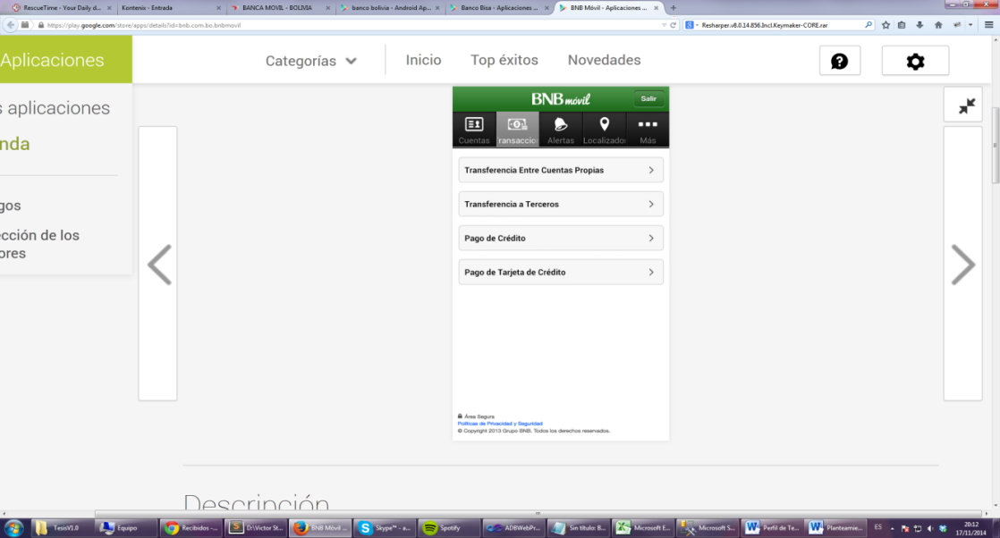 RescueTime - Your Daily d...
Kontenis - Entrada
BANCA MOVIL - BOLIVIA
banco bolivia - Android Ap...
Banco Bisa - Aplicaciones ...
BNB Móvil - Aplicaciones ...
https://play.google.com/store/apps/details?id=bnb.com.bo.bnbmovil
Resharper.v8.0.14.856.Incl.Keymaker-CORE.rar
Aplicaciones
Categorías
Inicio
Top éxitos
Novedades
s aplicaciones
nda
gos
ección de los
ores
BNB móvil
Salir
Cuentas
ransaccio
Alertas
Localizador
Más
Transferencia Entre Cuentas Propias
Transferencia a Terceros
Pago de Crédito
Pago de Tarjeta de Crédito
Área Segura
Políticas de Privacidad y Seguridad
© Copyright 2013 Grupo BNB. Todos los derechos reservados.
Descripción
TesisV1.0
Equipo
Recibidos -...
D:\Victor St...
BNB Móvil ...
Skype™ - a...
Spotify
ADBWebPr...
Sin título: B...
Microsoft E...
Microsoft S...
Perfil de Te...
Planteamie...
ES
20:12
17/11/2014